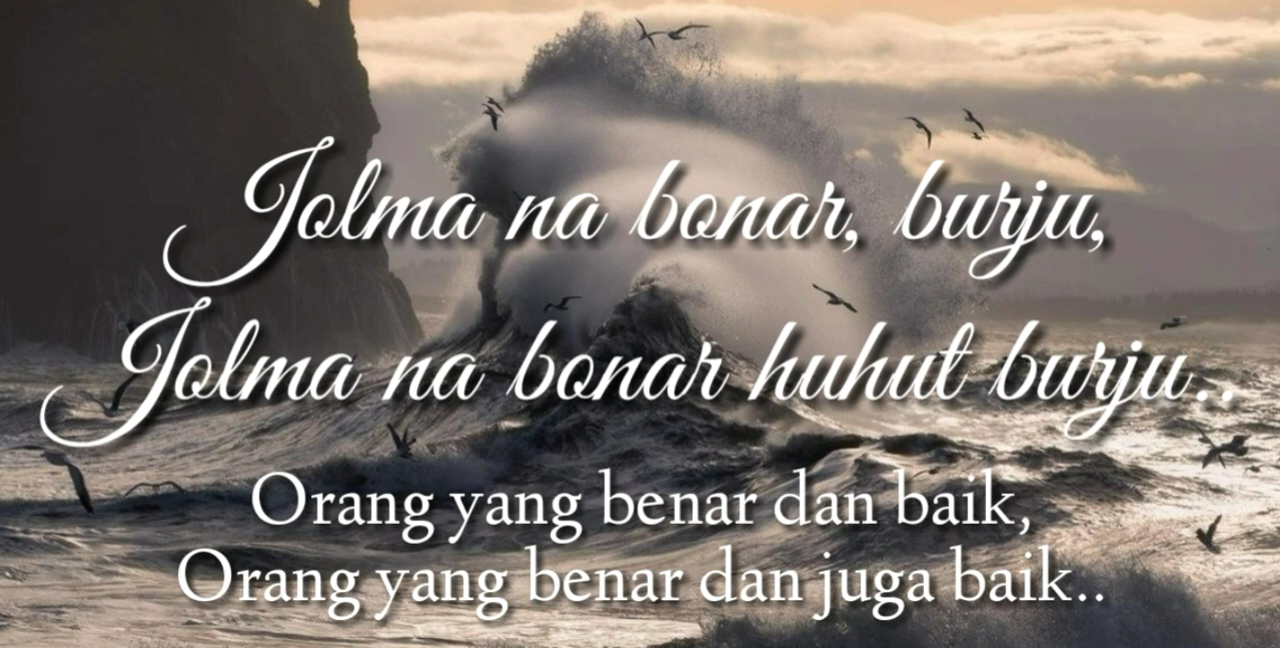 Jolma na bonar, burju,
Jolma na bonar huhut burju..
Orang yang benar dan baik,
Orang yang benar dan juga baik..